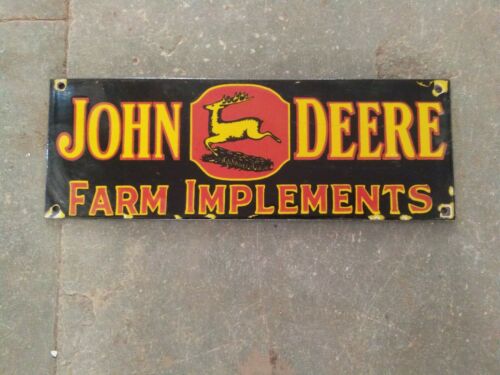 JOHN DEERE
FARM IMPLEMENTS